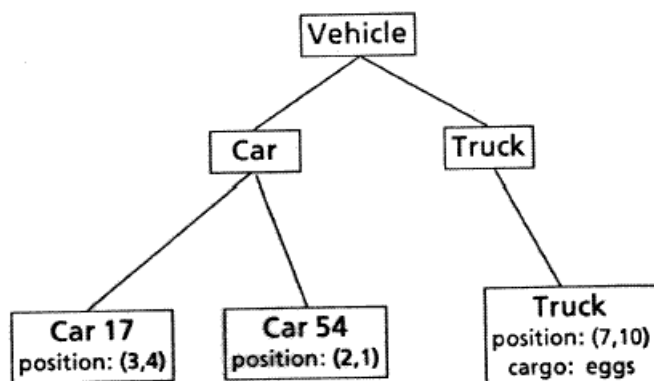 Vehicle
Car
Truck
Car 17
position: (3,4)
Car 54
position: (2,1)
Truck
position: (7,10)
cargo: eggs